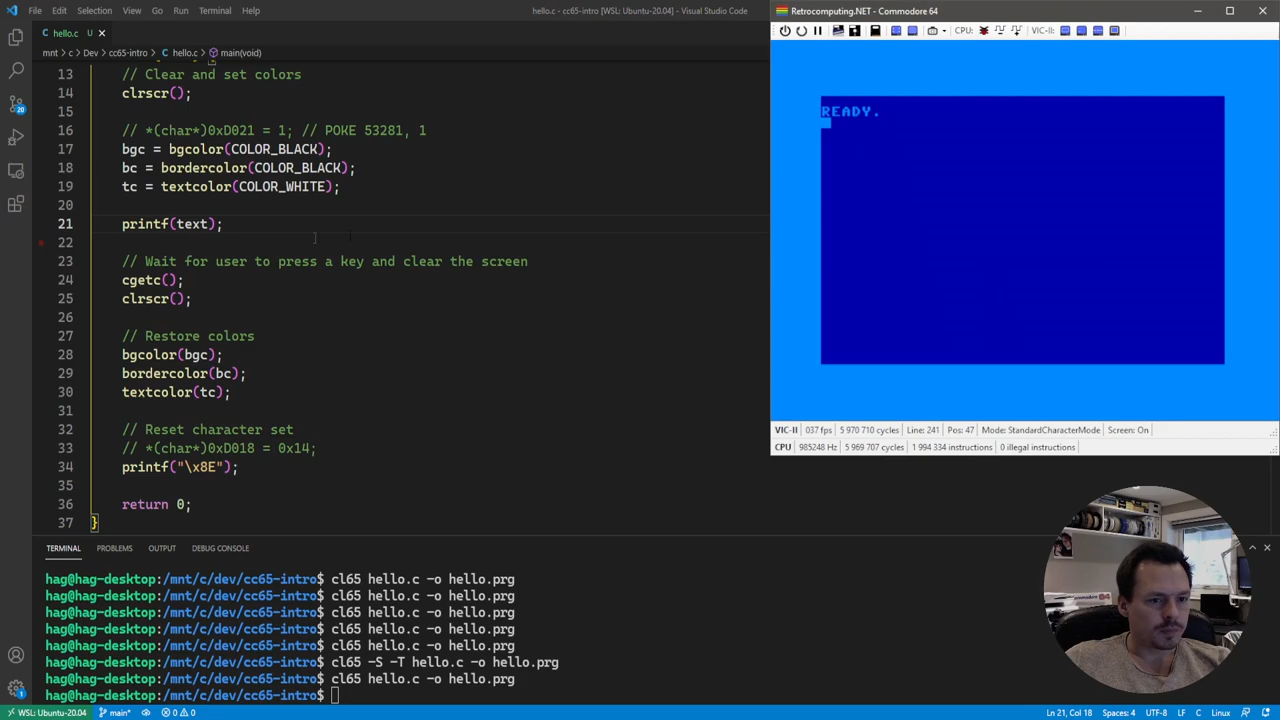 File Edit Selection View Go Run Terminal Help
hello.c - cc65-intro [WSL: Ubuntu-20.04] - Visual Studio Code
hello.c U
mnt > c > Dev > cc65-intro > hello.c > main(void)
13 // Clear and set colors
14 clrscr();
15
16 // *(char*)0xD021 = 1; // POKE 53281, 1
17 bgc = bgcolor(COLOR_BLACK);
18 bc = bordercolor(COLOR_BLACK);
19 tc = textcolor(COLOR_WHITE);
20
21 printf(text);
22
23 // Wait for user to press a key and clear the screen
24 cgetc();
25 clrscr();
26
27 // Restore colors
28 bgcolor(bgc);
29 bordercolor(bc);
30 textcolor(tc);
31
32 // Reset character set
33 // *(char*)0xD018 = 0x14;
34 printf("\x8E");
35
36 return 0;
37 }
Retrocomputing.NET - Commodore 64
CPU: VIC-II:
READY.
VIC-II 037 fps 5 970 710 cycles Line: 241 Pos: 47 Mode: StandardCharacterMode Screen: On
CPU 985248 Hz 5 969 707 cycles 1 994 334 instructions 0 illegal instructions
TERMINAL PROBLEMS OUTPUT DEBUG CONSOLE
hag@hag-desktop:/mnt/c/dev/cc65-intro$ cl65 hello.c -o hello.prg
hag@hag-desktop:/mnt/c/dev/cc65-intro$ cl65 hello.c -o hello.prg
hag@hag-desktop:/mnt/c/dev/cc65-intro$ cl65 hello.c -o hello.prg
hag@hag-desktop:/mnt/c/dev/cc65-intro$ cl65 hello.c -o hello.prg
hag@hag-desktop:/mnt/c/dev/cc65-intro$ cl65 hello.c -o hello.prg
hag@hag-desktop:/mnt/c/dev/cc65-intro$ cl65 -S -T hello.c -o hello.prg
hag@hag-desktop:/mnt/c/dev/cc65-intro$ cl65 hello.c -o hello.prg
hag@hag-desktop:/mnt/c/dev/cc65-intro$
20
1
WSL: Ubuntu-20.04 main* 0 0
Ln 21, Col 18 Spaces: 4 UTF-8 LF C Linux